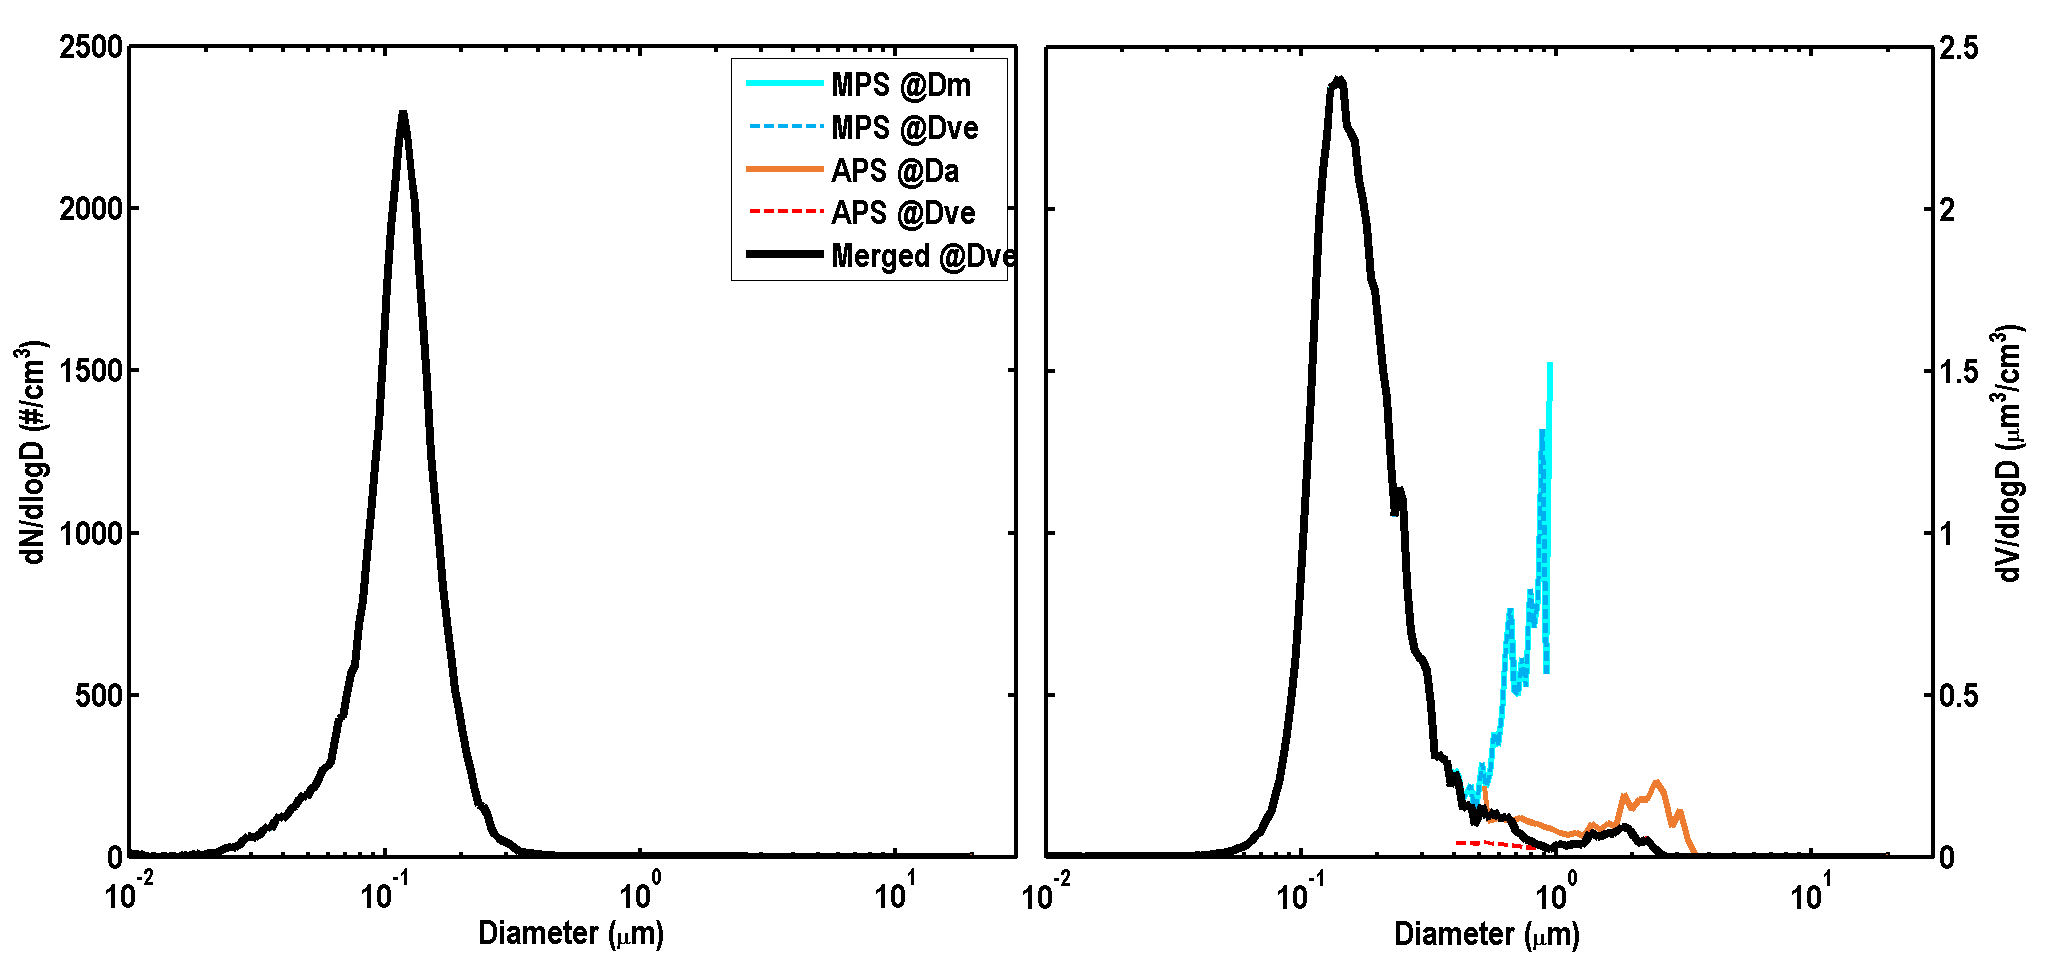 2500
2000
1500
1000
500
0
dN/dlogD (#/cm³)
10⁻²
10⁻¹
10⁰
10¹
Diameter (μm)
MPS @Dm
MPS @Dve
APS @Da
APS @Dve
Merged @Dve
2.5
2
1.5
1
0.5
0
dV/dlogD (μm³/cm³)
10⁻²
10⁻¹
10⁰
10¹
Diameter (μm)